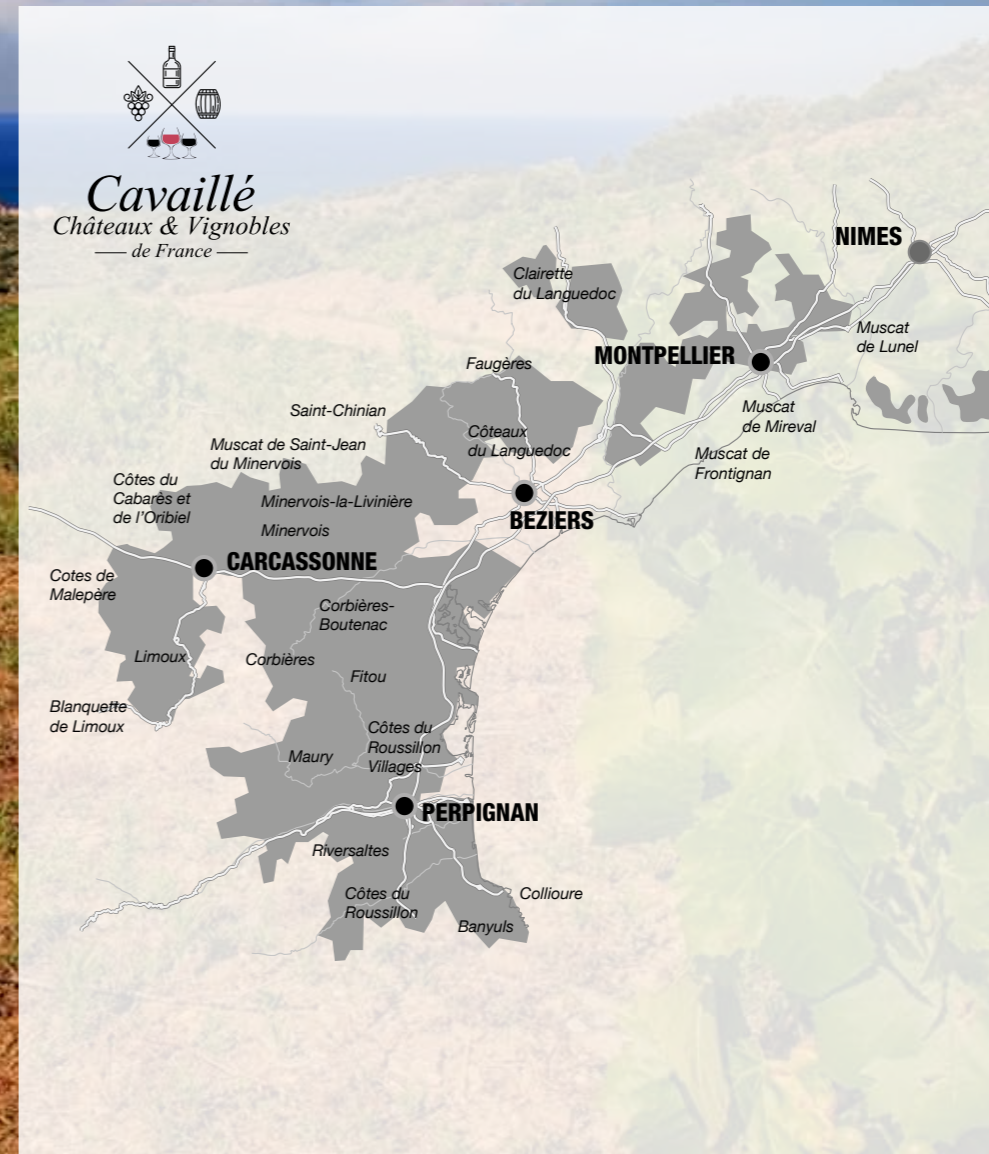 Cavaillé
Châteaux & Vignobles
de France
NIMES
Clairette
du Languedoc
Muscat
de Lunel
MONTPELLIER
Faugères
Muscat
de Mireval
Saint-Chinian
Côteaux
du Languedoc
Muscat de Saint-Jean
du Minervois
Muscat de
Frontignan
Côtes du
Cabares et
de l'Oribiel
Minervois-la-Livinière
BEZIERS
Minervois
CARCASSONNE
Cotes de
Malepère
Corbières-
Boutenac
Limoux
Corbières
Fitou
Blanquette
de Limoux
Côtes du
Roussillon
Villages
Maury
PERPIGNAN
Riversaltes
Côtes du
Roussillon
Collioure
Banyuls